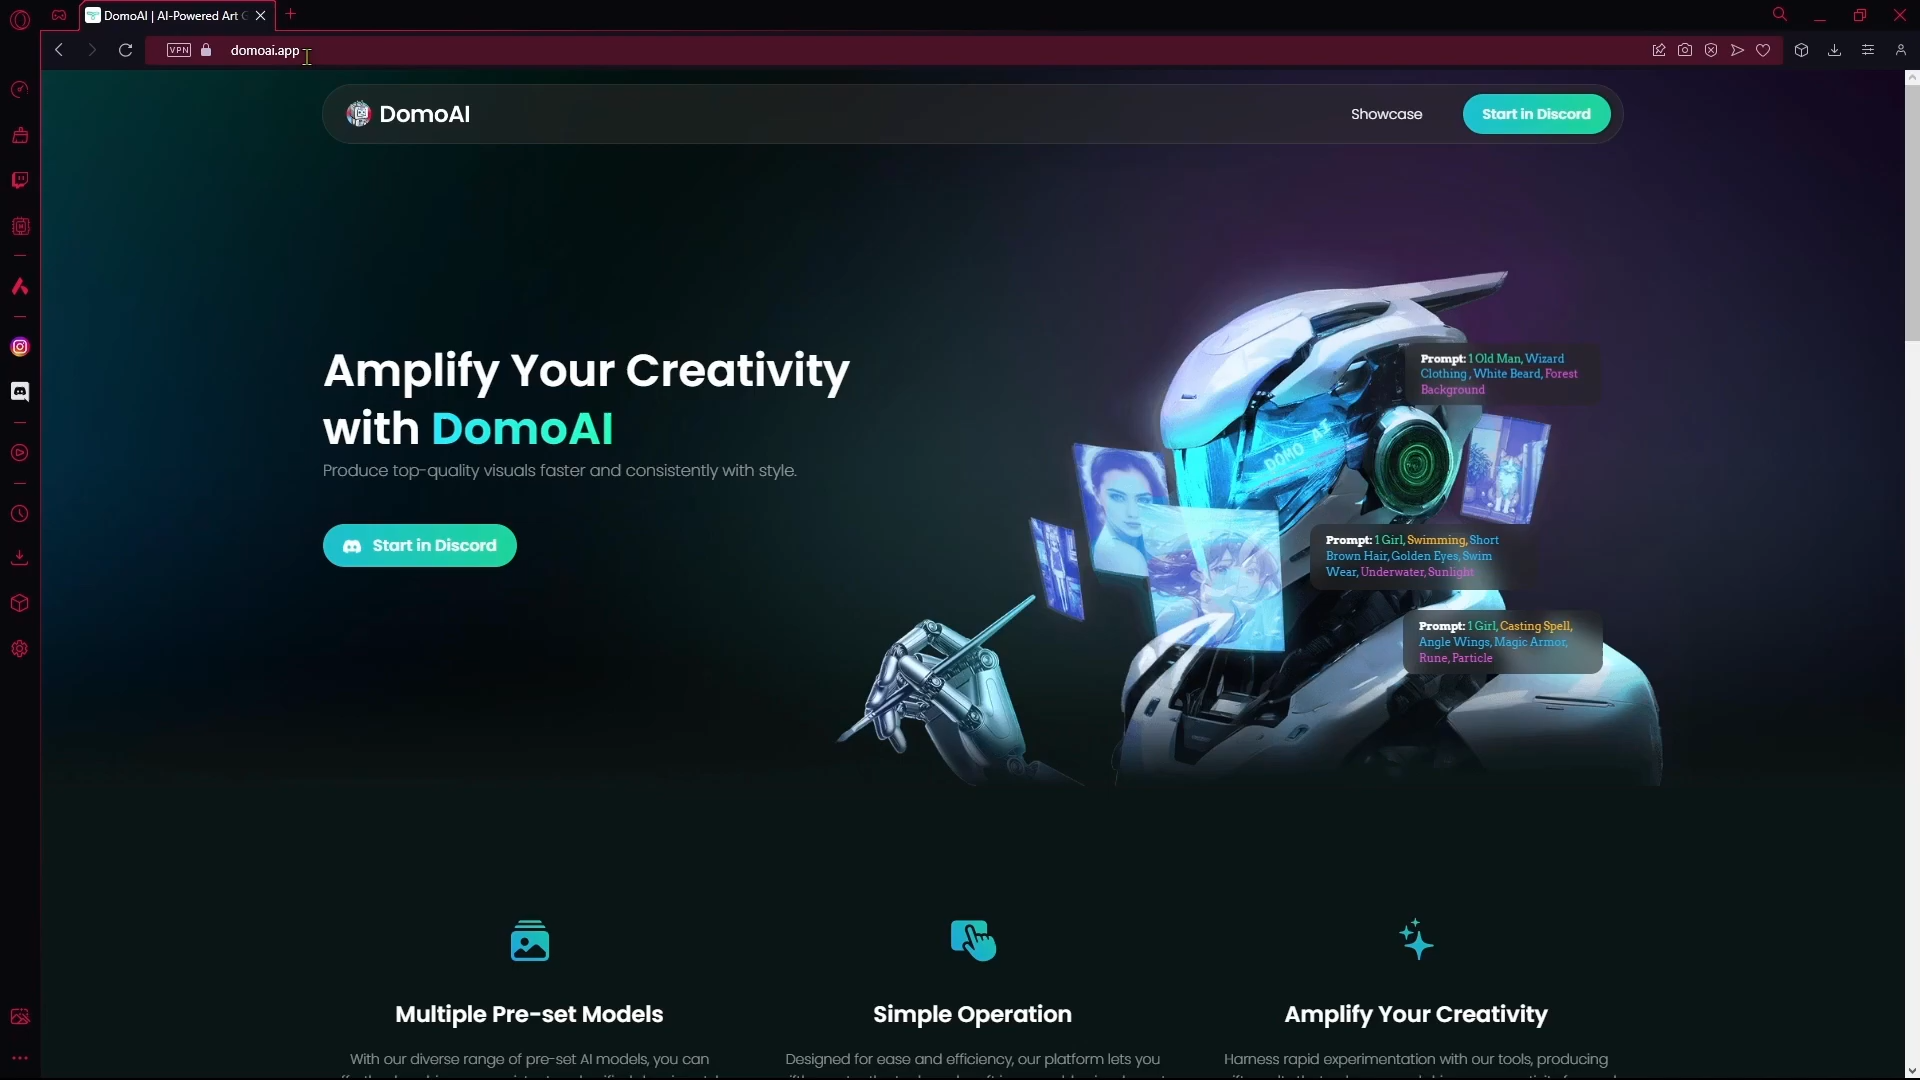 DomoAI | AI-Powered Art G
VPN
domoai.app
DomoAI
Showcase
Start in Discord
Amplify Your Creativity
with DomoAI
Produce top-quality visuals faster and consistently with style.
Start in Discord
DOMO AI
Prompt: 1 Old Man, Wizard
Clothing , White Beard, Forest
Background
Prompt: 1 Girl, Swimming, Short
Brown Hair, Golden Eyes, Swim
Wear, Underwater, Sunlight
Prompt: 1 Girl, Casting Spell,
Angle Wings, Magic Armor,
Rune, Particle
Multiple Pre-set Models
With our diverse range of pre-set AI models, you can
Simple Operation
Designed for ease and efficiency, our platform lets you
Amplify Your Creativity
Harness rapid experimentation with our tools, producing